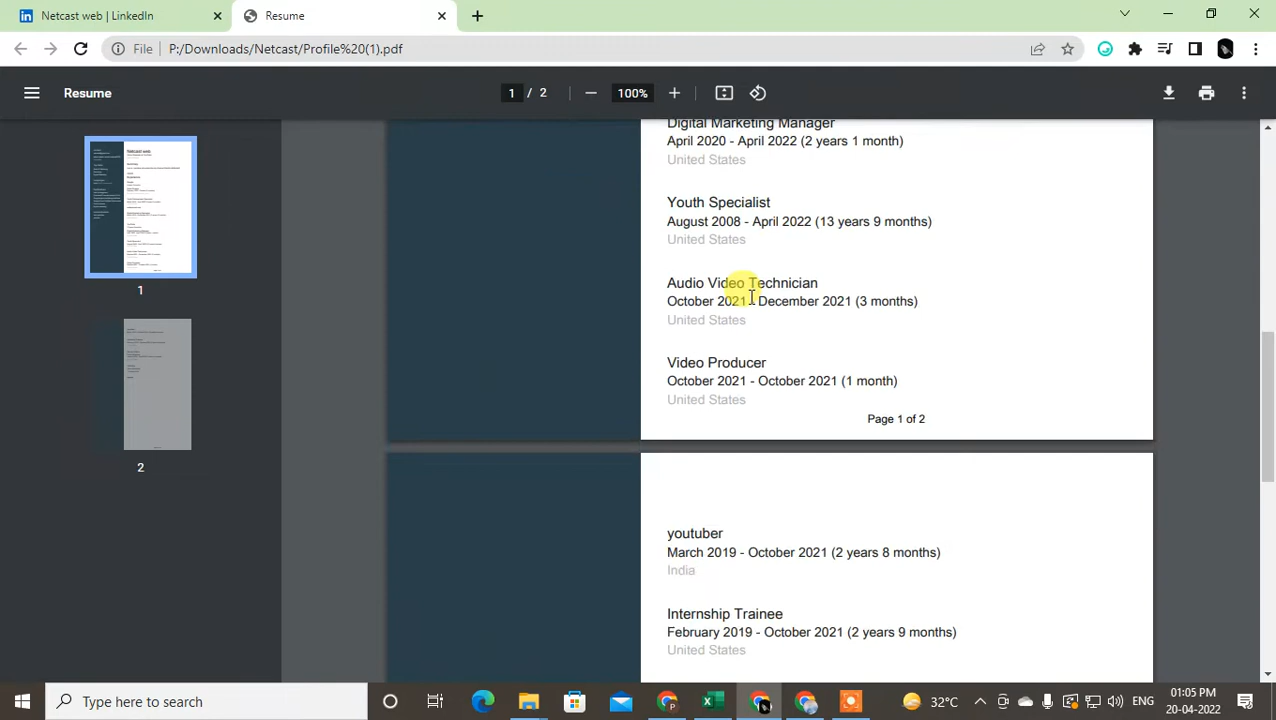 Netcast web | LinkedIn
Resume
File P:/Downloads/Netcast/Profile%20(1).pdf
Resume
1 / 2
100%
Digital Marketing Manager
April 2020 - April 2022 (2 years 1 month)
United States
Youth Specialist
August 2008 - April 2022 (13 years 9 months)
United States
Audio Video Technician
October 2021 - December 2021 (3 months)
United States
1
Video Producer
October 2021 - October 2021 (1 month)
United States
Page 1 of 2
2
youtuber
March 2019 - October 2021 (2 years 8 months)
India
Internship Trainee
February 2019 - October 2021 (2 years 9 months)
United States
Type here to search
32°C
ENG
01:05 PM
20-04-2022